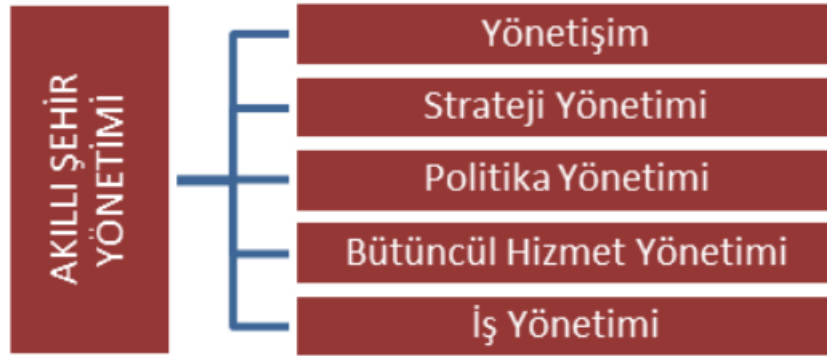 AKILLI ŞEHİR
YÖNETİMİ
Yönetişim
Strateji Yönetimi
Politika Yönetimi
Bütüncül Hizmet Yönetimi
İş Yönetimi